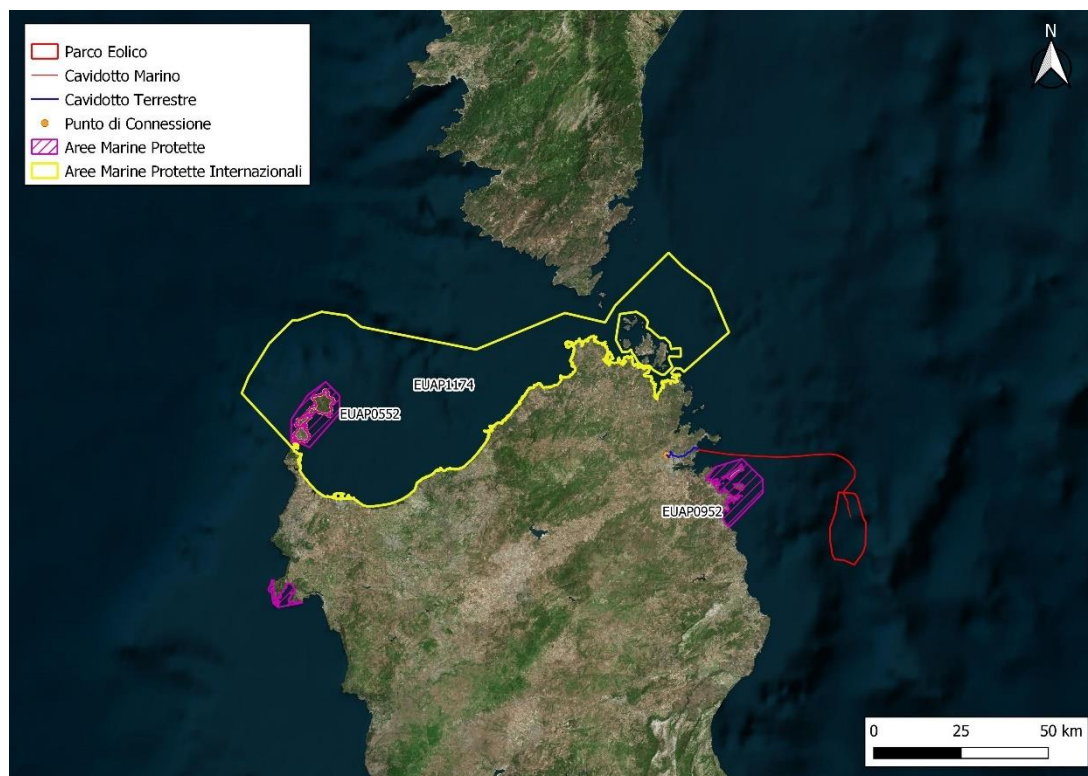 Parco Eolico
Cavidotto Marino
Cavidotto Terrestre
Punto di Connessione
Aree Marine Protette
Aree Marine Protette Internazionali
N
EUAP1174
EUAP0552
EUAP0952
0 25 50 km